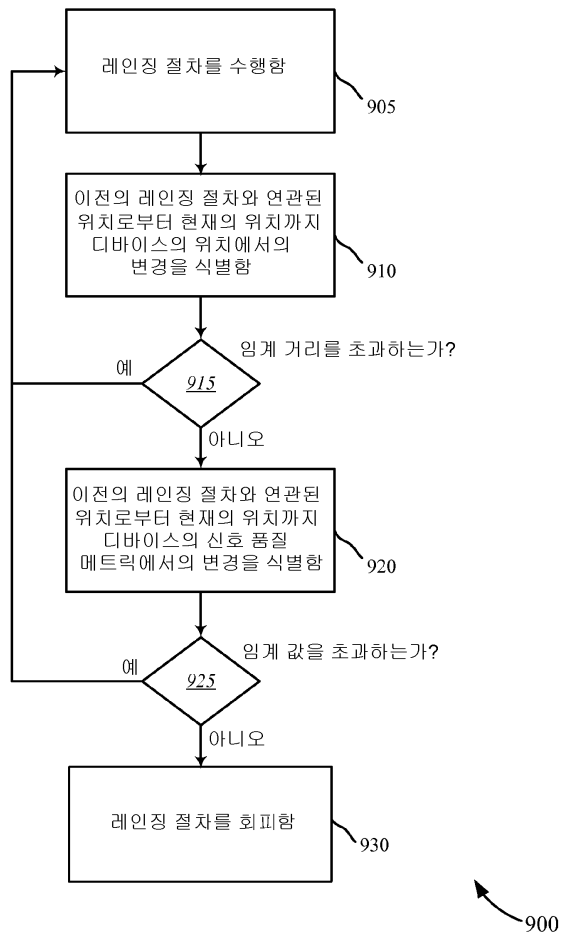 레인징 절차를 수행함
905
이전의 레인징 절차와 연관된
위치로부터 현재의 위치까지
디바이스의 위치에서의
변경을 식별함
910
임계 거리를 초과하는가?
예
915
아니오
이전의 레인징 절차와 연관된
위치로부터 현재의 위치까지
디바이스의 신호 품질
메트릭에서의 변경을 식별함
920
임계 값을 초과하는가?
예
925
아니오
레인징 절차를 회피함
930
900